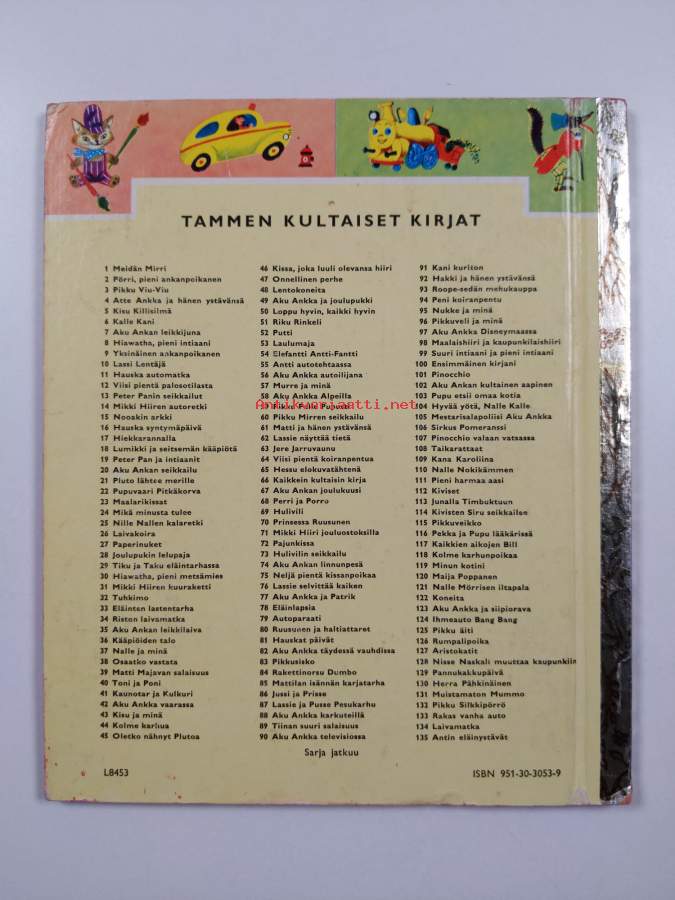 TAMMEN KULTAISET KIRJAT
1 Meidän Mirri
2 Pörri, pieni ankanpoikanen
3 Pikku Viu-Viu
4 Atte Ankka ja hänen ystävänsä
5 Kisu Killisilmä
6 Kalle Kani
7 Aku Ankan leikkijuna
8 Hiawatha, pieni intiaani
9 Yksinäinen ankanpoikanen
10 Lassi Lentäjä
11 Hauska automatka
12 Viisi pientä palosotilasta
13 Peter Panin seikkailut
14 Mikki Hiiren autoretki
15 Nooakin arkki
16 Hauska syntymäpäivä
17 Hiekkarannalla
18 Lumikki ja seitsemän kääpiötä
19 Peter Pan ja intiaanit
20 Aku Ankan seikkailu
21 Pluto lähtee merille
22 Pupuvaari Pitkäkorva
23 Maalarikissat
24 Mikä minusta tulee
25 Nille Nallen kalaretki
26 Laivakoira
27 Paperinuket
28 Joulupukin lelupaja
29 Tiku ja Taku eläintarhassa
30 Hiawatha, pieni metsämies
31 Mikki Hiiren kuuraketti
32 Tuhkimo
33 Eläinten lastentarha
34 Riston laivamatka
35 Aku Ankan leikkilaiva
36 Kääpiöiden talo
37 Nalle ja minä
38 Osaatko vastata
39 Matti Majavan salaisuus
40 Toni ja Poni
41 Kaunotar ja Kulkuri
42 Aku Ankka vaarassa
43 Kisu ja minä
44 Kolme karhua
45 Oletko nähnyt Plutoa
46 Kissa, joka luuli olevansa hiiri
47 Onnellinen perhe
48 Lentokoneita
49 Aku Ankka ja joulupukki
50 Loppu hyvin, kaikki hyvin
51 Riku Rinkeli
52 Putti
53 Laulumaja
54 Elefantti Antti-Fantti
55 Antti autotehtaassa
56 Aku Ankka autoilijana
57 Murre ja minä
58 Aku Ankka Alpeilla
59 Pikku Pete Pupunen
60 Pikku Mirren seikkailu
61 Matti ja hänen ystävänsä
62 Lassie näyttää tietä
63 Jere Jarruvaunu
64 Viisi pientä koiranpentua
65 Hessu elokuvatähtenä
66 Kaikkein kultaisin kirja
67 Aku Ankan joulukuusi
68 Perri ja Porro
69 Hulivili
70 Prinsessa Ruusunen
71 Mikki Hiiri jouluostoksilla
72 Pajunkissa
73 Hulivilin seikkailu
74 Aku Ankan linnunpesä
75 Neljä pientä kissanpoikaa
76 Lassie selvittää kaiken
77 Aku Ankka ja Patrik
78 Eläinlapsia
79 Autoparaati
80 Ruusunen ja haltiattaret
81 Hauskat päivät
82 Aku Ankka täydessä vauhdissa
83 Pikkusisko
84 Rakettinorsu Dumbo
85 Mattilan isännän karjatarha
86 Jussi ja Prisse
87 Lassie ja Pusse Pesukarhu
88 Aku Ankka karkuteillä
89 Tiinan suuri salaisuus
90 Aku Ankka televisiossa
91 Kani kuriton
92 Hakki ja hänen ystävänsä
93 Roope-sedän mehukauppa
94 Peni koiranpentu
95 Nukke ja minä
96 Pikkuveli ja minä
97 Aku Ankka Disneymaassa
98 Maalaishiiri ja kaupunkilaishiiri
99 Suuri intiaani ja pieni intiaani
100 Ensimmäinen kirjani
101 Pinocchio
102 Aku Ankan kultainen aapinen
103 Pupu etsii omaa kotia
104 Hyvää yötä, Nalle Kalle
105 Mestarisalapoliisi Aku Ankka
106 Sirkus Pomeranssi
107 Pinocchio valaan vatsassa
108 Taikarattaat
109 Kana Karoliina
110 Nalle Nokikämmen
111 Pieni harmaa aasi
112 Kiviset
113 Junalla Timbuktuun
114 Kivisten Siru seikkailee
115 Pikkuveikko
116 Pekka ja Pupu lääkärissä
117 Kaikkien aikojen Bill
118 Kolme karhunpoikaa
119 Minun kotini
120 Maija Poppanen
121 Nalle Mörrisen iltapala
122 Koneita
123 Aku Ankka ja siipiorava
124 Ihmeauto Bang Bang
125 Pikku äiti
126 Rumpalipoika
127 Aristokatit
128 Nisse Naskali muuttaa kaupunkiin
129 Pannukakkupäivä
130 Herra Pähkinäinen
131 Muistamaton Mummo
132 Pikku Silkkipörrö
133 Rakas vanha auto
134 Laivamatka
135 Antin eläinystävät
Sarja jatkuu
L8453
ISBN 951-30-3053-9
Antikvariaatti.net